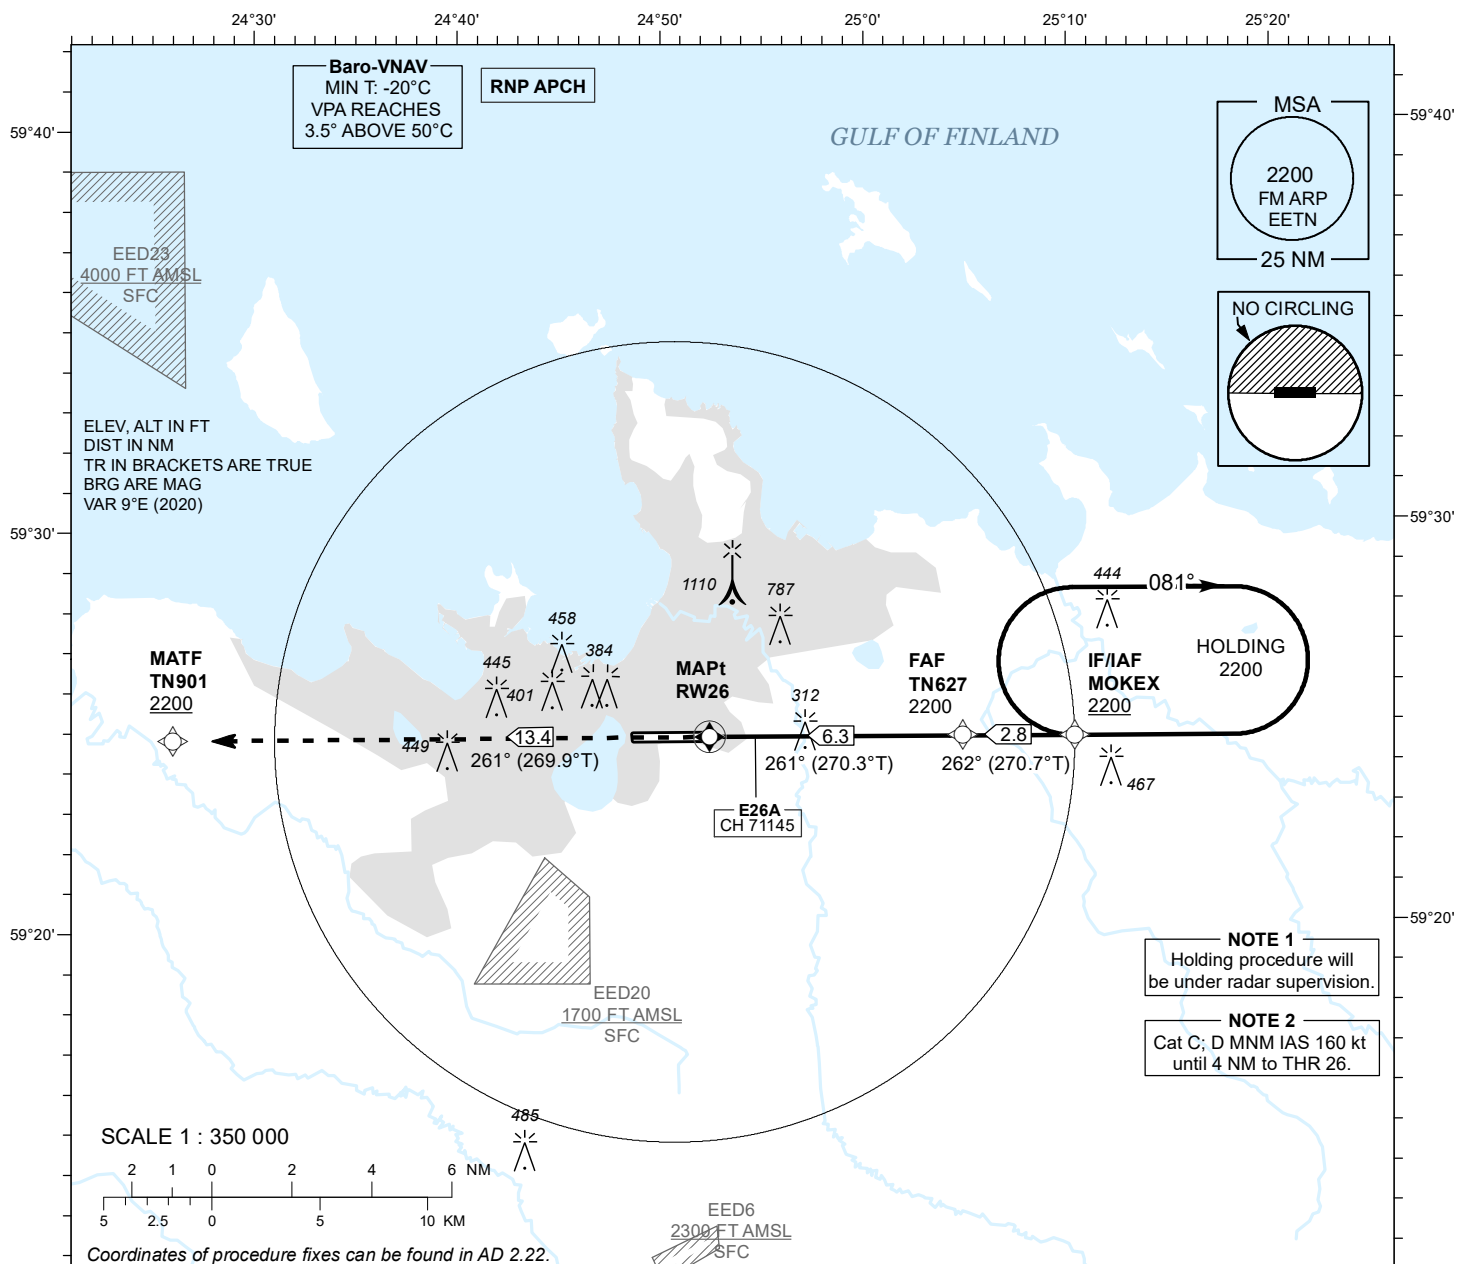 24°30'
24°40'
24°50'
25°0'
25°10'
25°20'
Baro-VNAV
MIN T: -20°C
VPA REACHES
3.5° ABOVE 50°C
RNP APCH
GULF OF FINLAND
MSA
2200
FM ARP
EETN
25 NM
59°40'
59°40'
EED23
4000 FT AMSL
SFC
NO CIRCLING
ELEV, ALT IN FT
DIST IN NM
TR IN BRACKETS ARE TRUE
BRG ARE MAG
VAR 9°E (2020)
59°30'
59°30'
1110
787
444
081°
HOLDING
2200
458
445
401
384
MATF
TN901
2200
MAPt
RW26
312
FAF
TN627
2200
IF/IAF
MOKEX
2200
449
13.4
261° (269.9°T)
6.3
261° (270.3°T)
2.8
262° (270.7°T)
467
E26A
CH 71145
59°20'
59°20'
EED20
1700 FT AMSL
SFC
NOTE 1
Holding procedure will
be under radar supervision.
NOTE 2
Cat C; D MNM IAS 160 kt
until 4 NM to THR 26.
485
SCALE 1 : 350 000
2 1 0 2 4 6 NM
5 2.5 0 5 10 KM
EED6
2300 FT AMSL
SFC
Coordinates of procedure fixes can be found in AD 2.22.